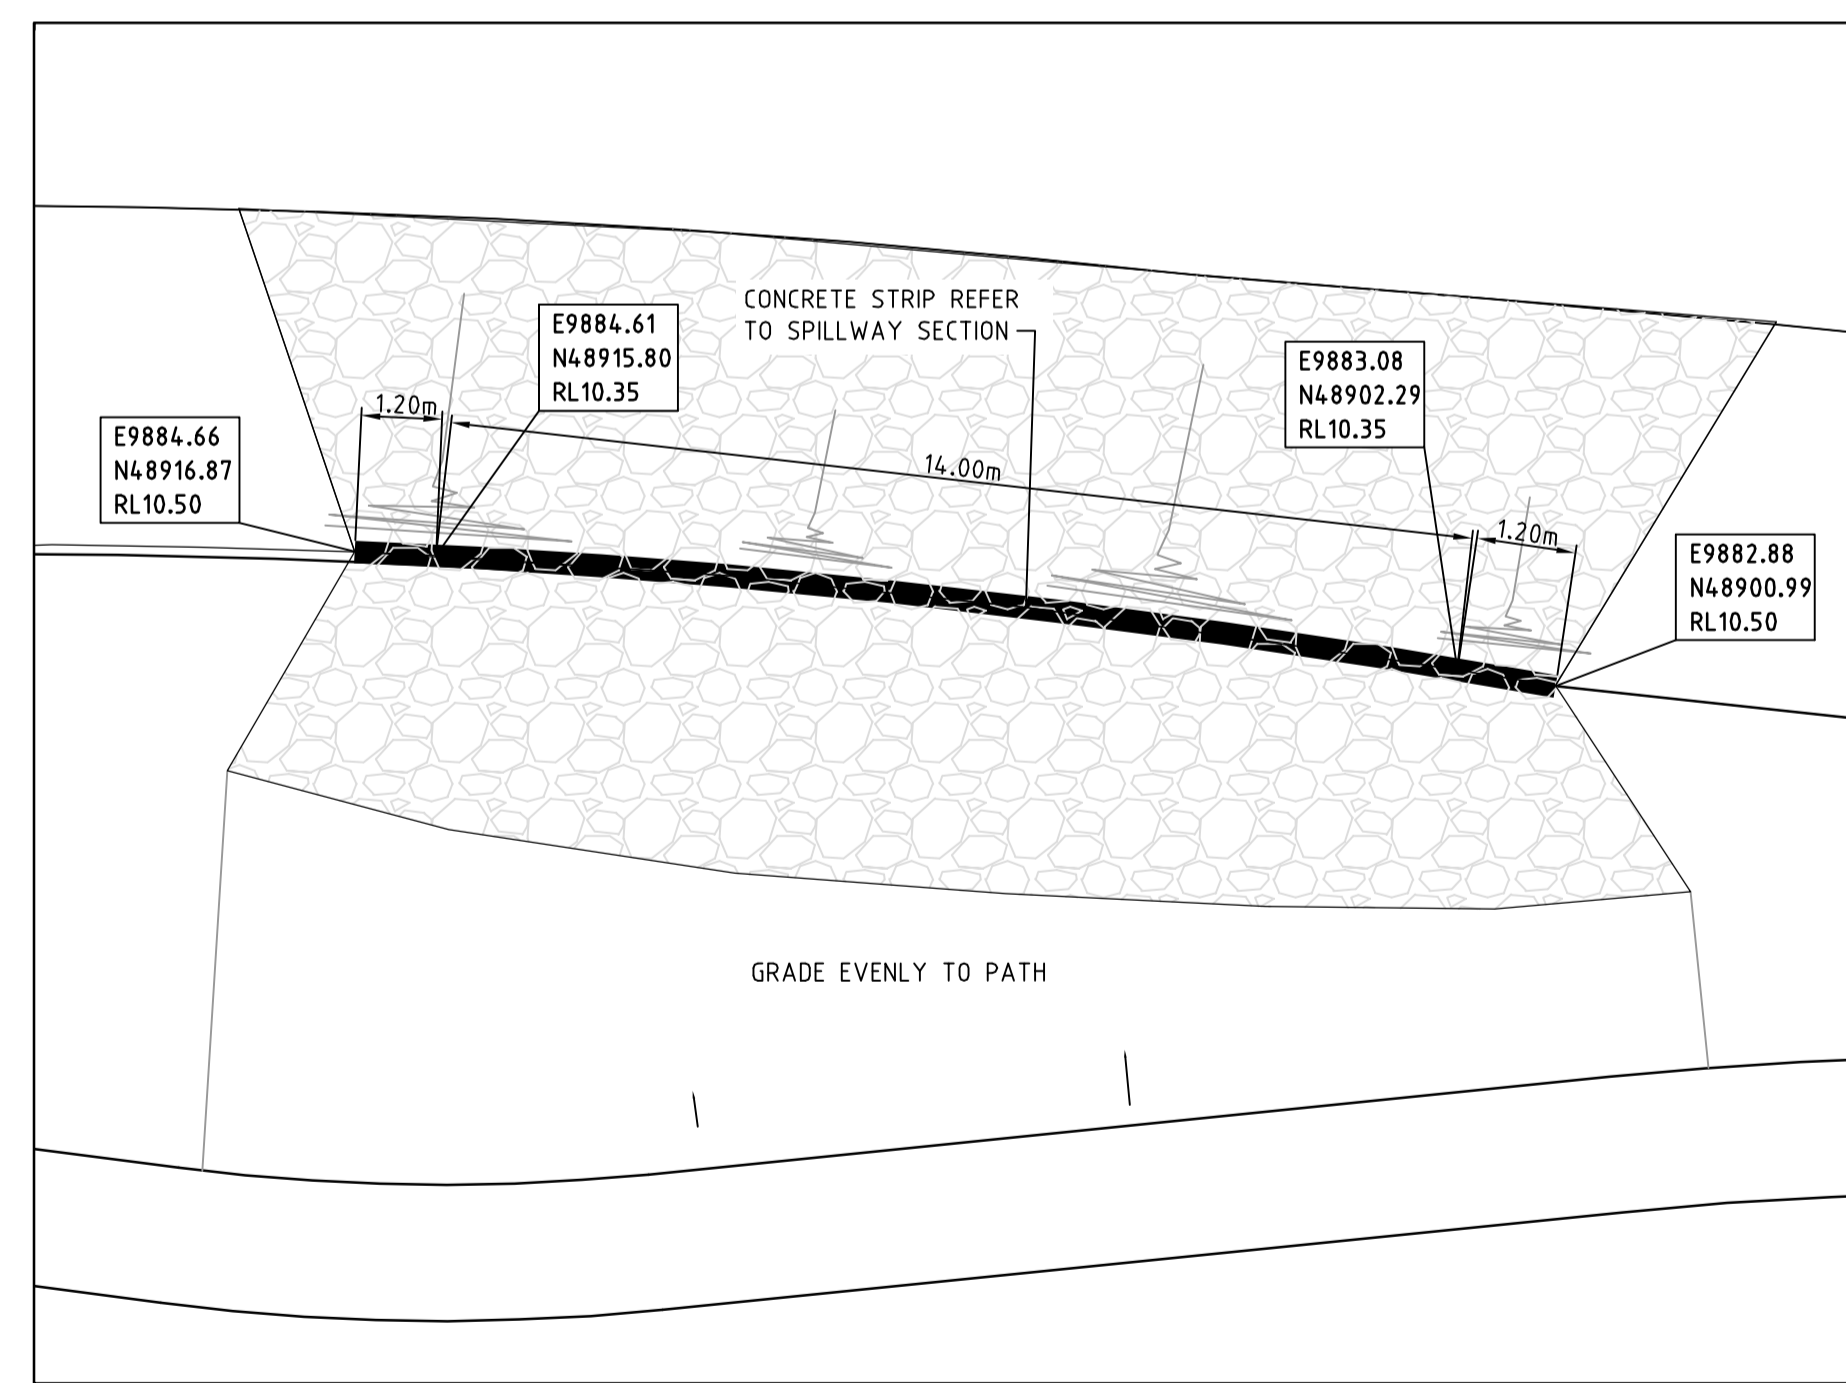 CONCRETE STRIP REFER
TO SPILLWAY SECTION
E9884.61
N48915.80
RL10.35
E9883.08
N48902.29
RL10.35
1.20m
E9884.66
N48916.87
RL10.50
14.00m
1.20m
E9882.88
N48900.99
RL10.50
GRADE EVENLY TO PATH